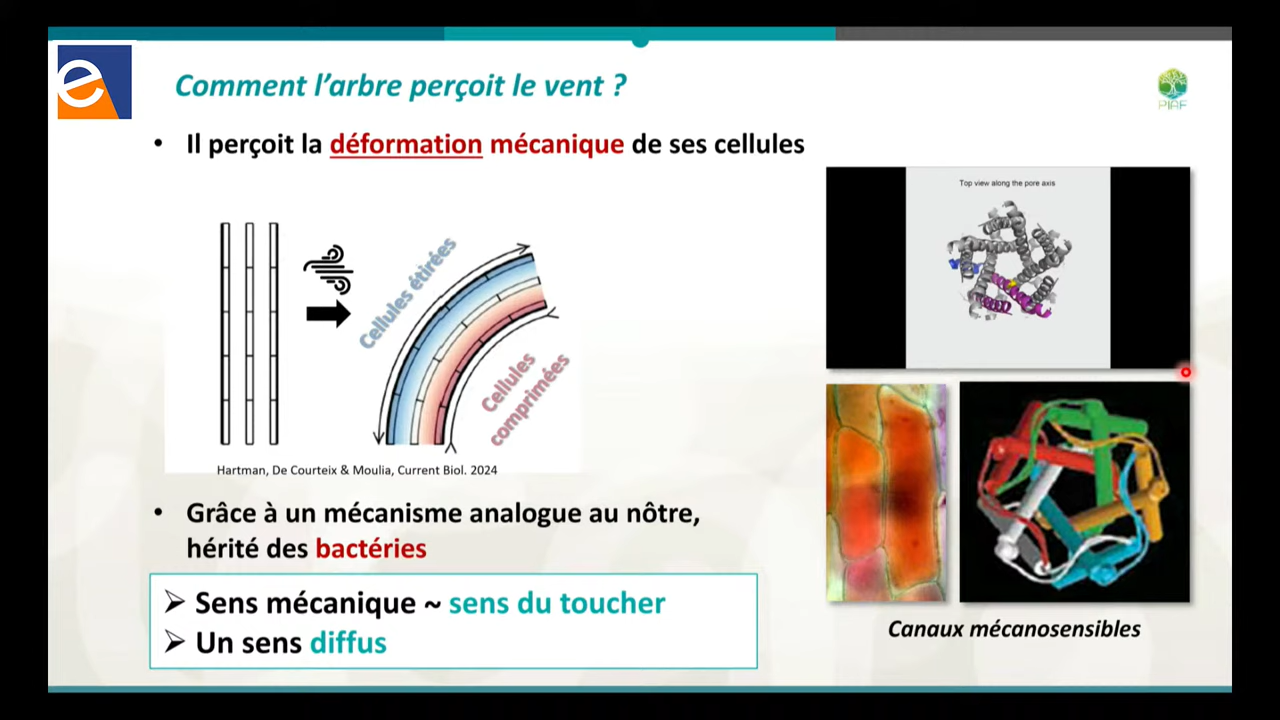 e
Comment l'arbre perçoit le vent ?
PIAF
• Il perçoit la déformation mécanique de ses cellules
Top view along the pore axis
Cellules étirées
Cellules
comprimées
Hartman, De Courteix & Moulia, Current Biol. 2024
• Grâce à un mécanisme analogue au nôtre,
hérité des bactéries
➢ Sens mécanique ~ sens du toucher
➢ Un sens diffus
Canaux mécanosensibles